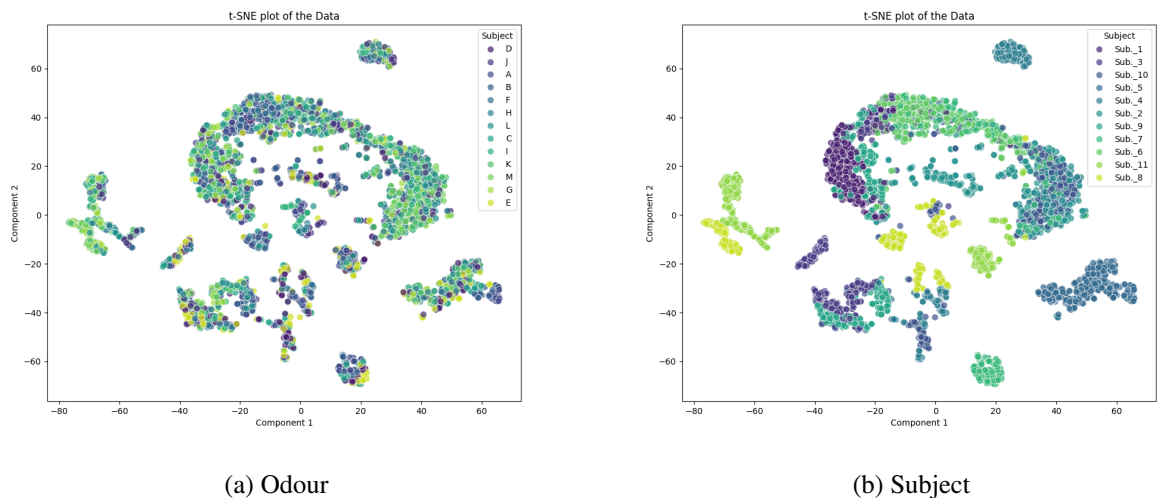 t-SNE plot of the Data
Component 2
60
40
20
0
−20
−40
−60
−80
−60
−40
−20
0
20
40
60
Component 1
Subject
D
J
A
B
F
H
L
C
I
K
M
G
E
(a) Odour
t-SNE plot of the Data
Component 2
60
40
20
0
−20
−40
−60
−80
−60
−40
−20
0
20
40
60
Component 1
Subject
Sub._1
Sub._3
Sub._10
Sub._5
Sub._4
Sub._2
Sub._9
Sub._7
Sub._6
Sub._11
Sub._8
(b) Subject